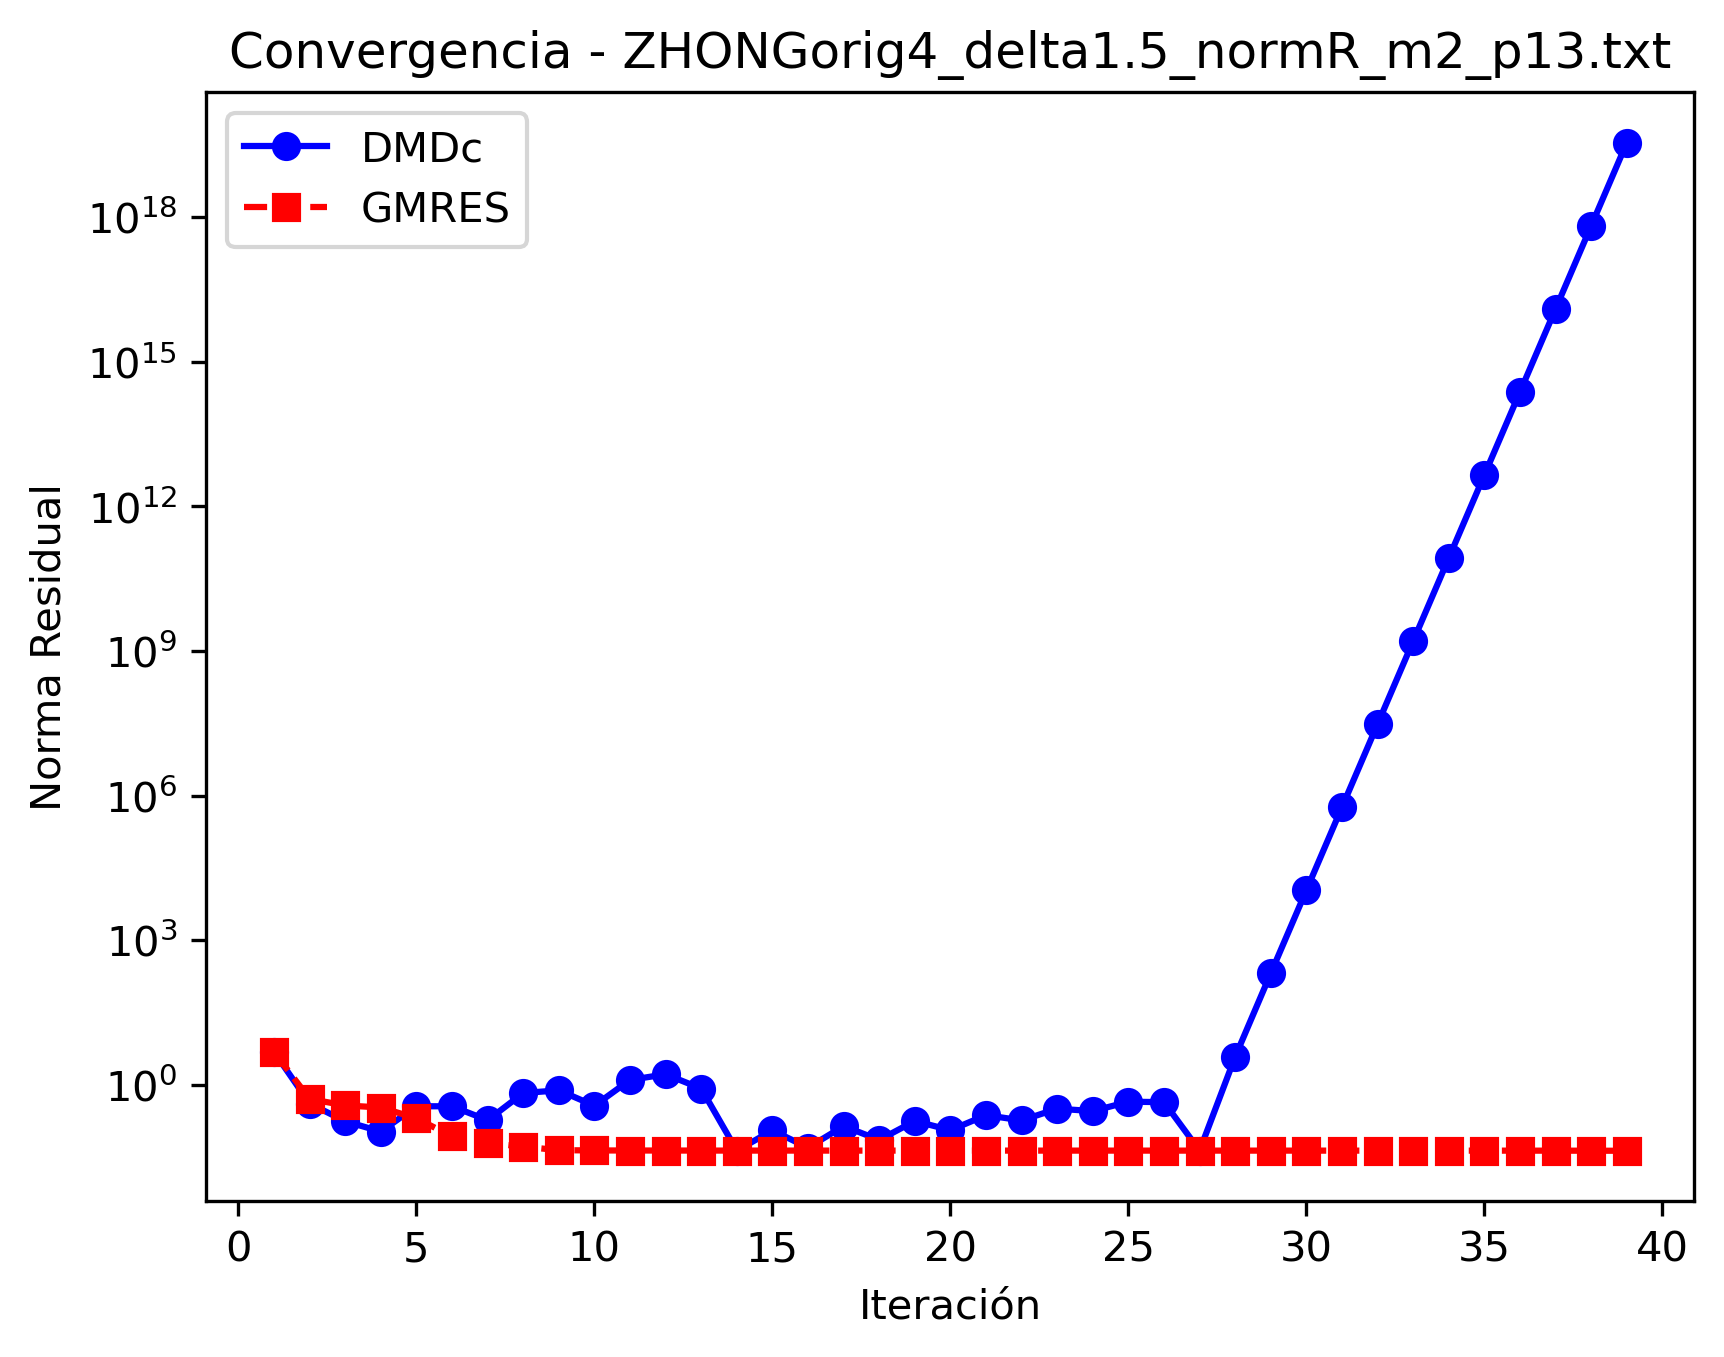 Convergencia - ZHONGorig4_delta1.5_normR_m2_p13.txt
DMDc
GMRES
10^18
10^15
10^12
10^9
10^6
10^3
10^0
Norma Residual
0 5 10 15 20 25 30 35 40
Iteración